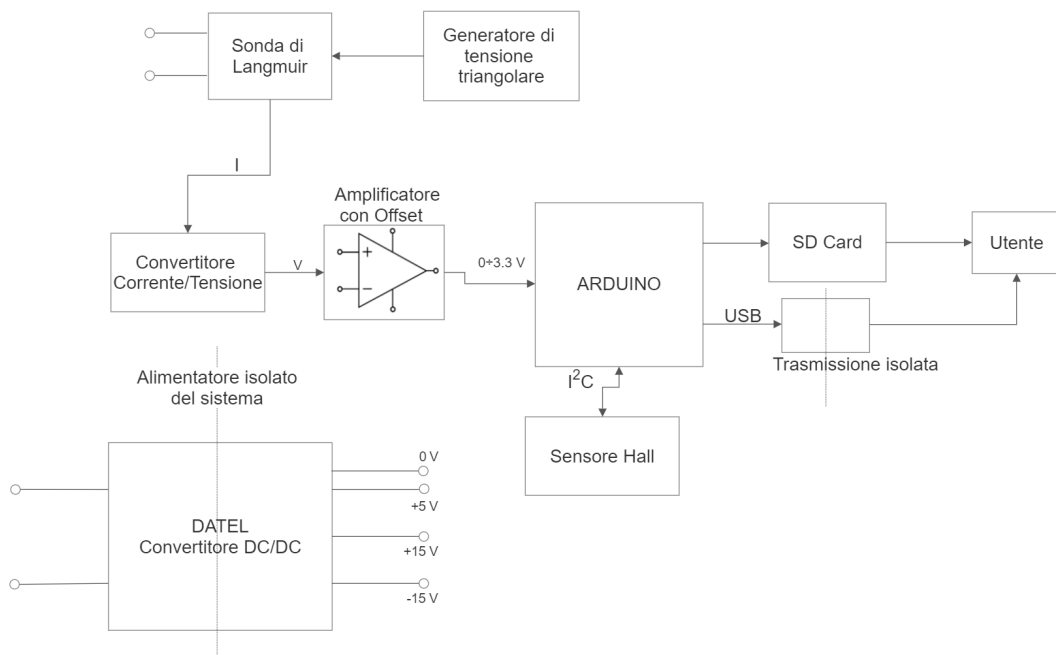 Sonda di
Langmuir
Generatore di
tensione
triangolare
I
Amplificatore
con Offset
Convertitore
Corrente/Tensione
V
+
−
0÷3.3 V
ARDUINO
SD Card
Utente
USB
Trasmissione isolata
I²C
Sensore Hall
Alimentatore isolato
del sistema
DATEL
Convertitore DC/DC
0 V
+5 V
+15 V
-15 V